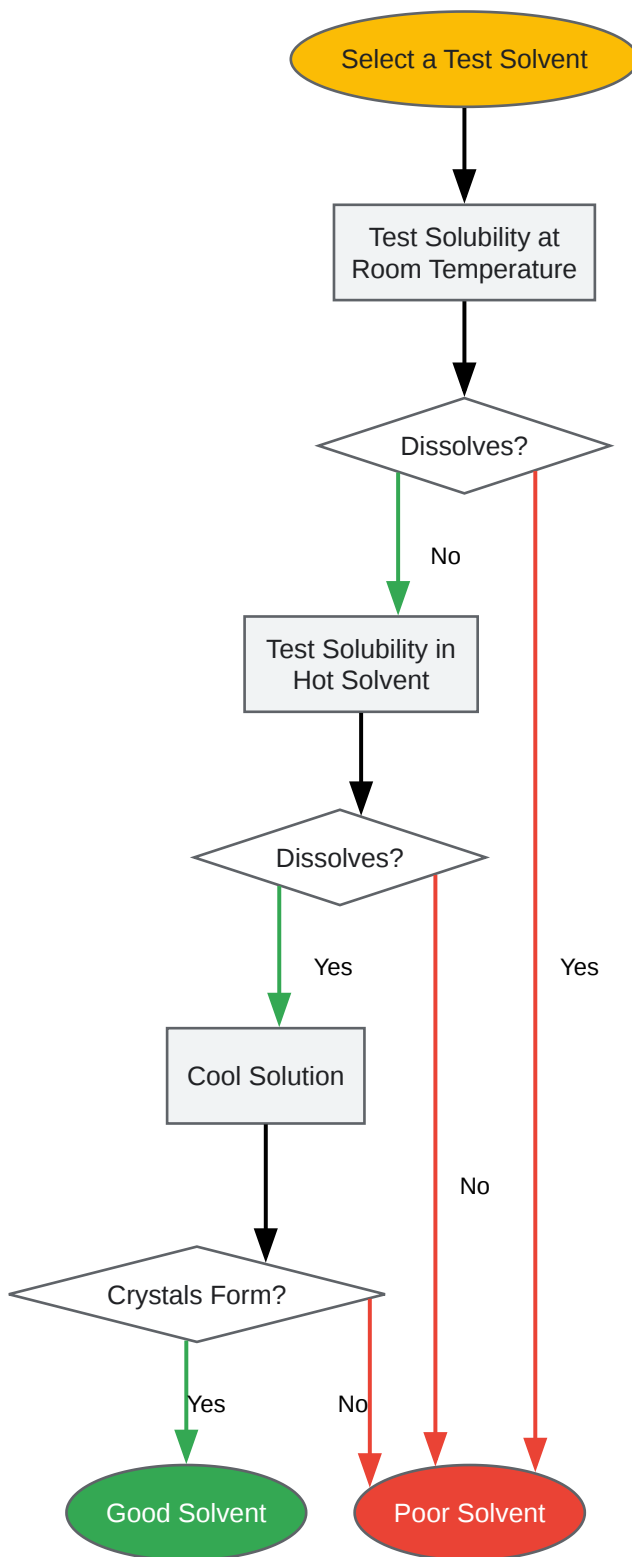 Select a Test Solvent
Test Solubility at
Room Temperature
Dissolves?
No
Test Solubility in
Hot Solvent
Dissolves?
Yes
Yes
Cool Solution
No
Crystals Form?
Yes
No
Good Solvent
Poor Solvent